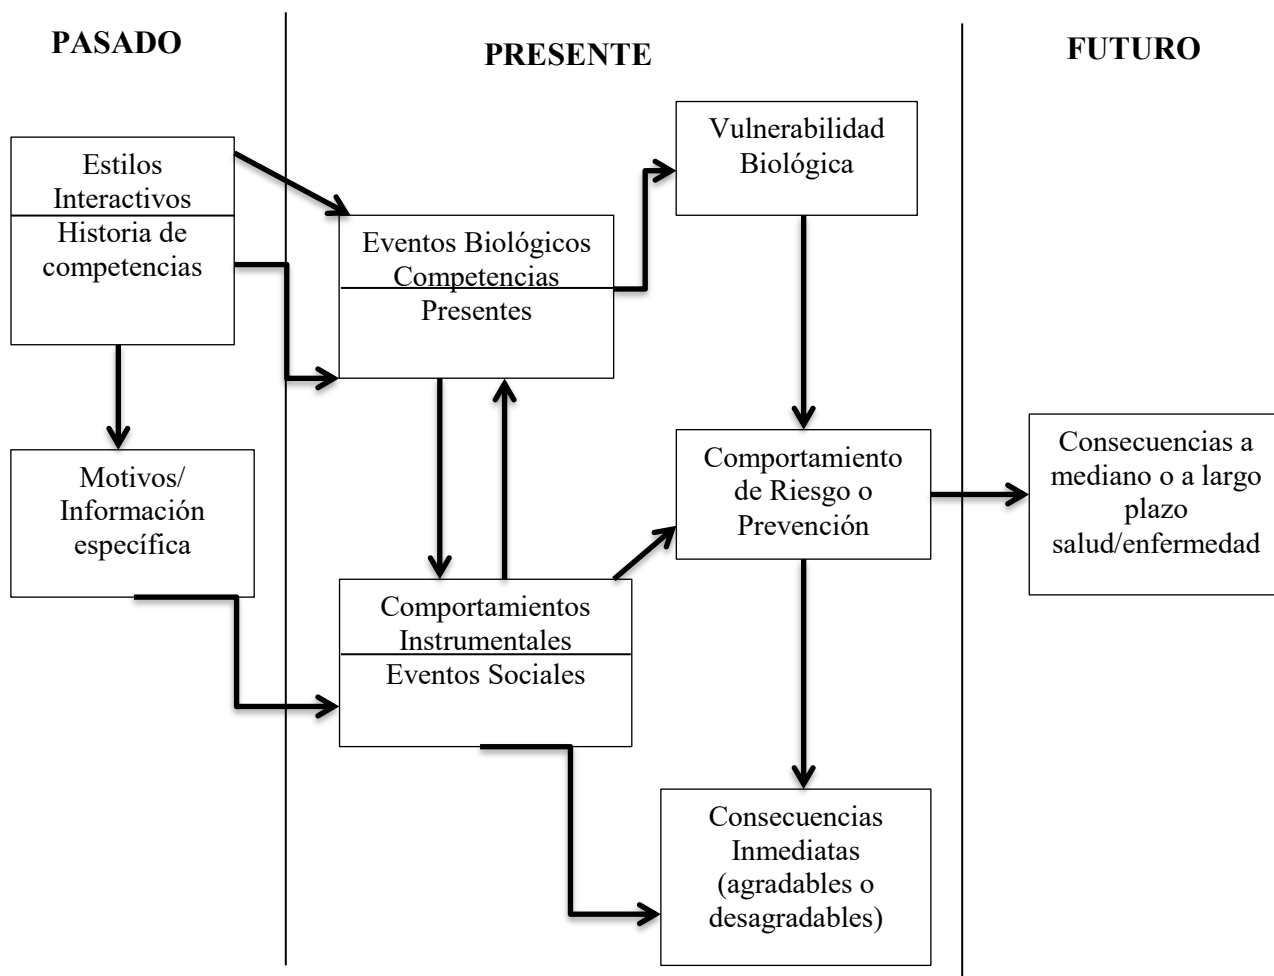 PASADO
PRESENTE
FUTURO
Estilos
Interactivos
Historia de
competencias
Motivos/
Información
específica
Eventos Biológicos
Competencias
Presentes
Comportamientos
Instrumentales
Eventos Sociales
Vulnerabilidad
Biológica
Comportamiento
de Riesgo o
Prevención
Consecuencias
Inmediatas
(agradables o
desagradables)
Consecuencias a
mediano o a largo
plazo
salud/enfermedad